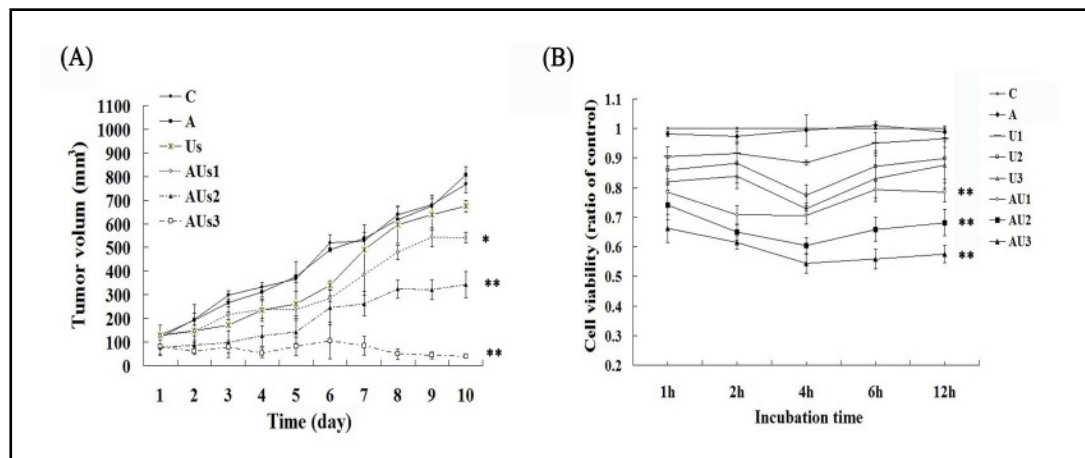 (A)
C
A
Us
AUs1
AUs2
AUs3
Tumor volum (mm³)
1100
1000
900
800
700
600
500
400
300
200
100
0
*
**
**
1 2 3 4 5 6 7 8 9 10
Time (day)
(B)
C
A
U1
U2
U3
AU1
AU2
AU3
Cell viability (ratio of control)
1.1
1
0.9
0.8
0.7
0.6
0.5
0.4
0.3
0.2
**
**
**
1h 2h 4h 6h 12h
Incubation time